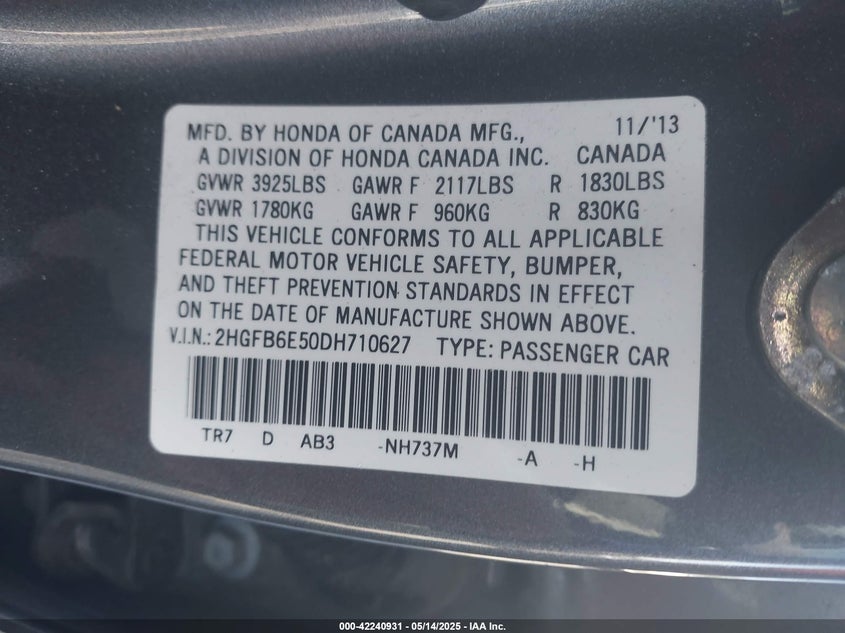 MFD. BY HONDA OF CANADA MFG., 11/'13
A DIVISION OF HONDA CANADA INC. CANADA
GVWR 3925LBS GAWR F 2117LBS R 1830LBS
GVWR 1780KG GAWR F 960KG R 830KG
THIS VEHICLE CONFORMS TO ALL APPLICABLE
FEDERAL MOTOR VEHICLE SAFETY, BUMPER,
AND THEFT PREVENTION STANDARDS IN EFFECT
ON THE DATE OF MANUFACTURE SHOWN ABOVE.
V.I.N.: 2HGFB6E50DH710627 TYPE: PASSENGER CAR
TR7 D AB3 -NH737M -A -H
000-42240931 - 05/14/2025 - IAA Inc.